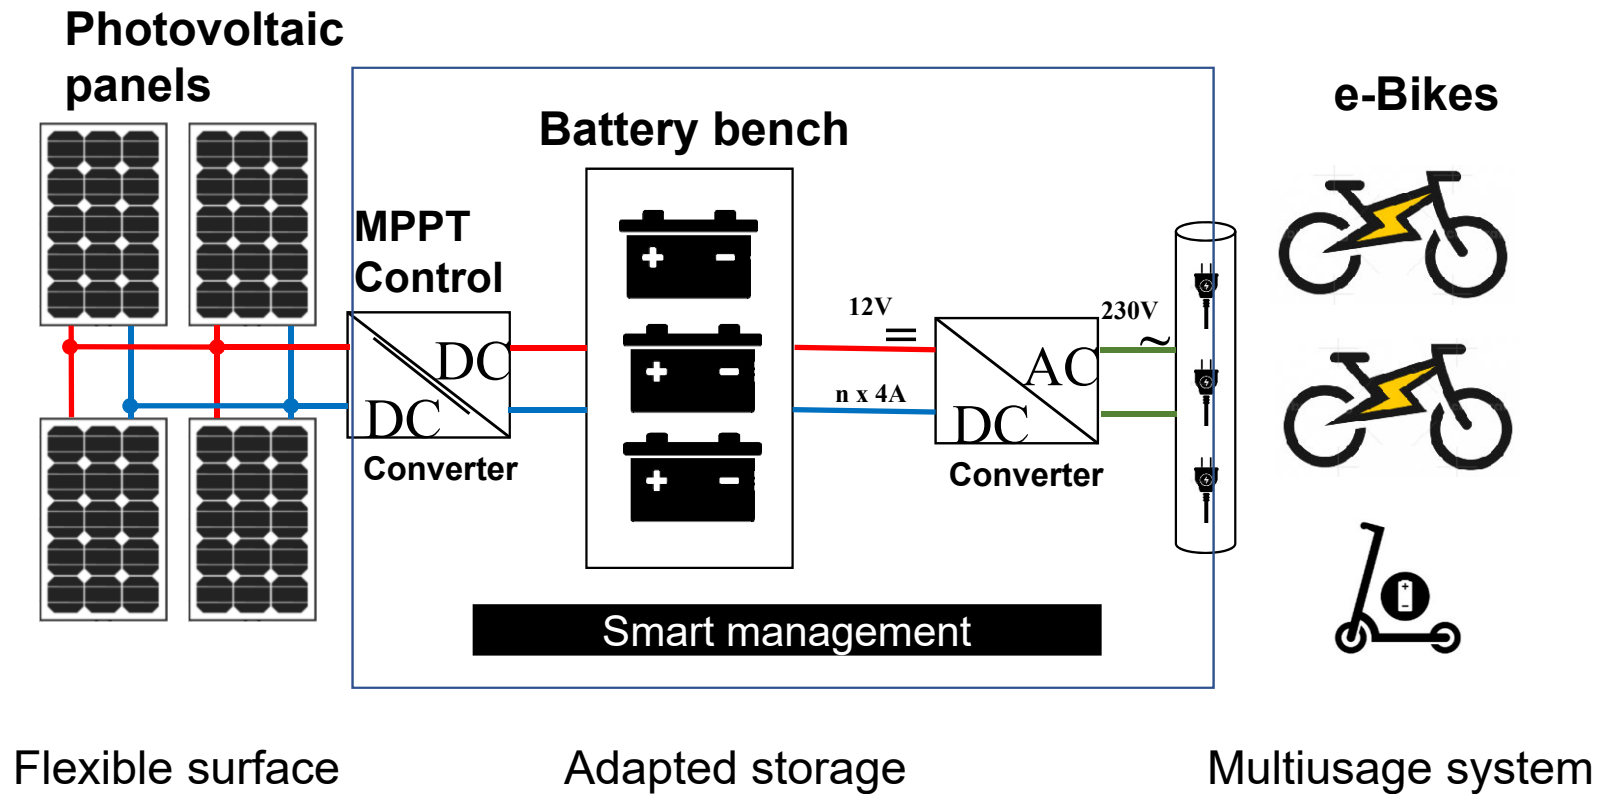 Photovoltaic
panels
e-Bikes
Battery bench
MPPT
Control
12V
=
230V
~
DC
DC
AC
DC
n x 4A
Converter
Converter
Smart management
Flexible surface
Adapted storage
Multiusage system